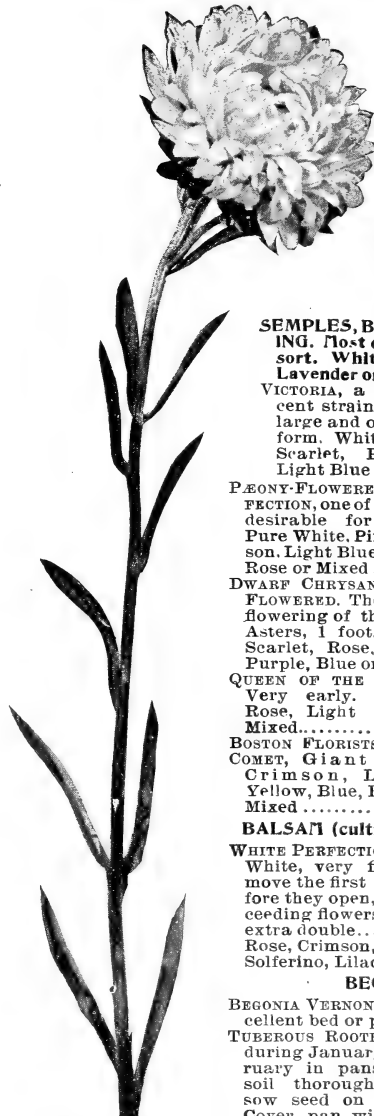 SEMPLES, B
ING. Most
sort. Whit
Lavender or
VICTORIA, a
cent strain
large and o
form. Whit
Scarlet,
Light Blue
PÆONY-FLOWERE
FECTION, one of
desirable for
Pure White, Pi
son, Light Blue
Rose or Mixed
DWARF CHRYSAN
FLOWERED. Th
flowering of th
Asters, 1 foot.
Scarlet, Rose,
Purple, Blue or
QUEEN OF THE
Very early.
Rose, Light
Mixed..........
BOSTON FLORISTS
COMET, Giant
Crimson, L
Yellow, Blue,
Mixed ..........
BALSAM (cult
WHITE PERFECTI
White, very f
move the first
fore they open,
ceeding flowers
extra double..
Rose, Crimson,
Solferino, Lilac
BEG
BEGONIA VERNON
cellent bed or p
TUBEROUS ROOTE
during Januar
ruary in pans
soil thorough
sow seed on
Cover pan wi